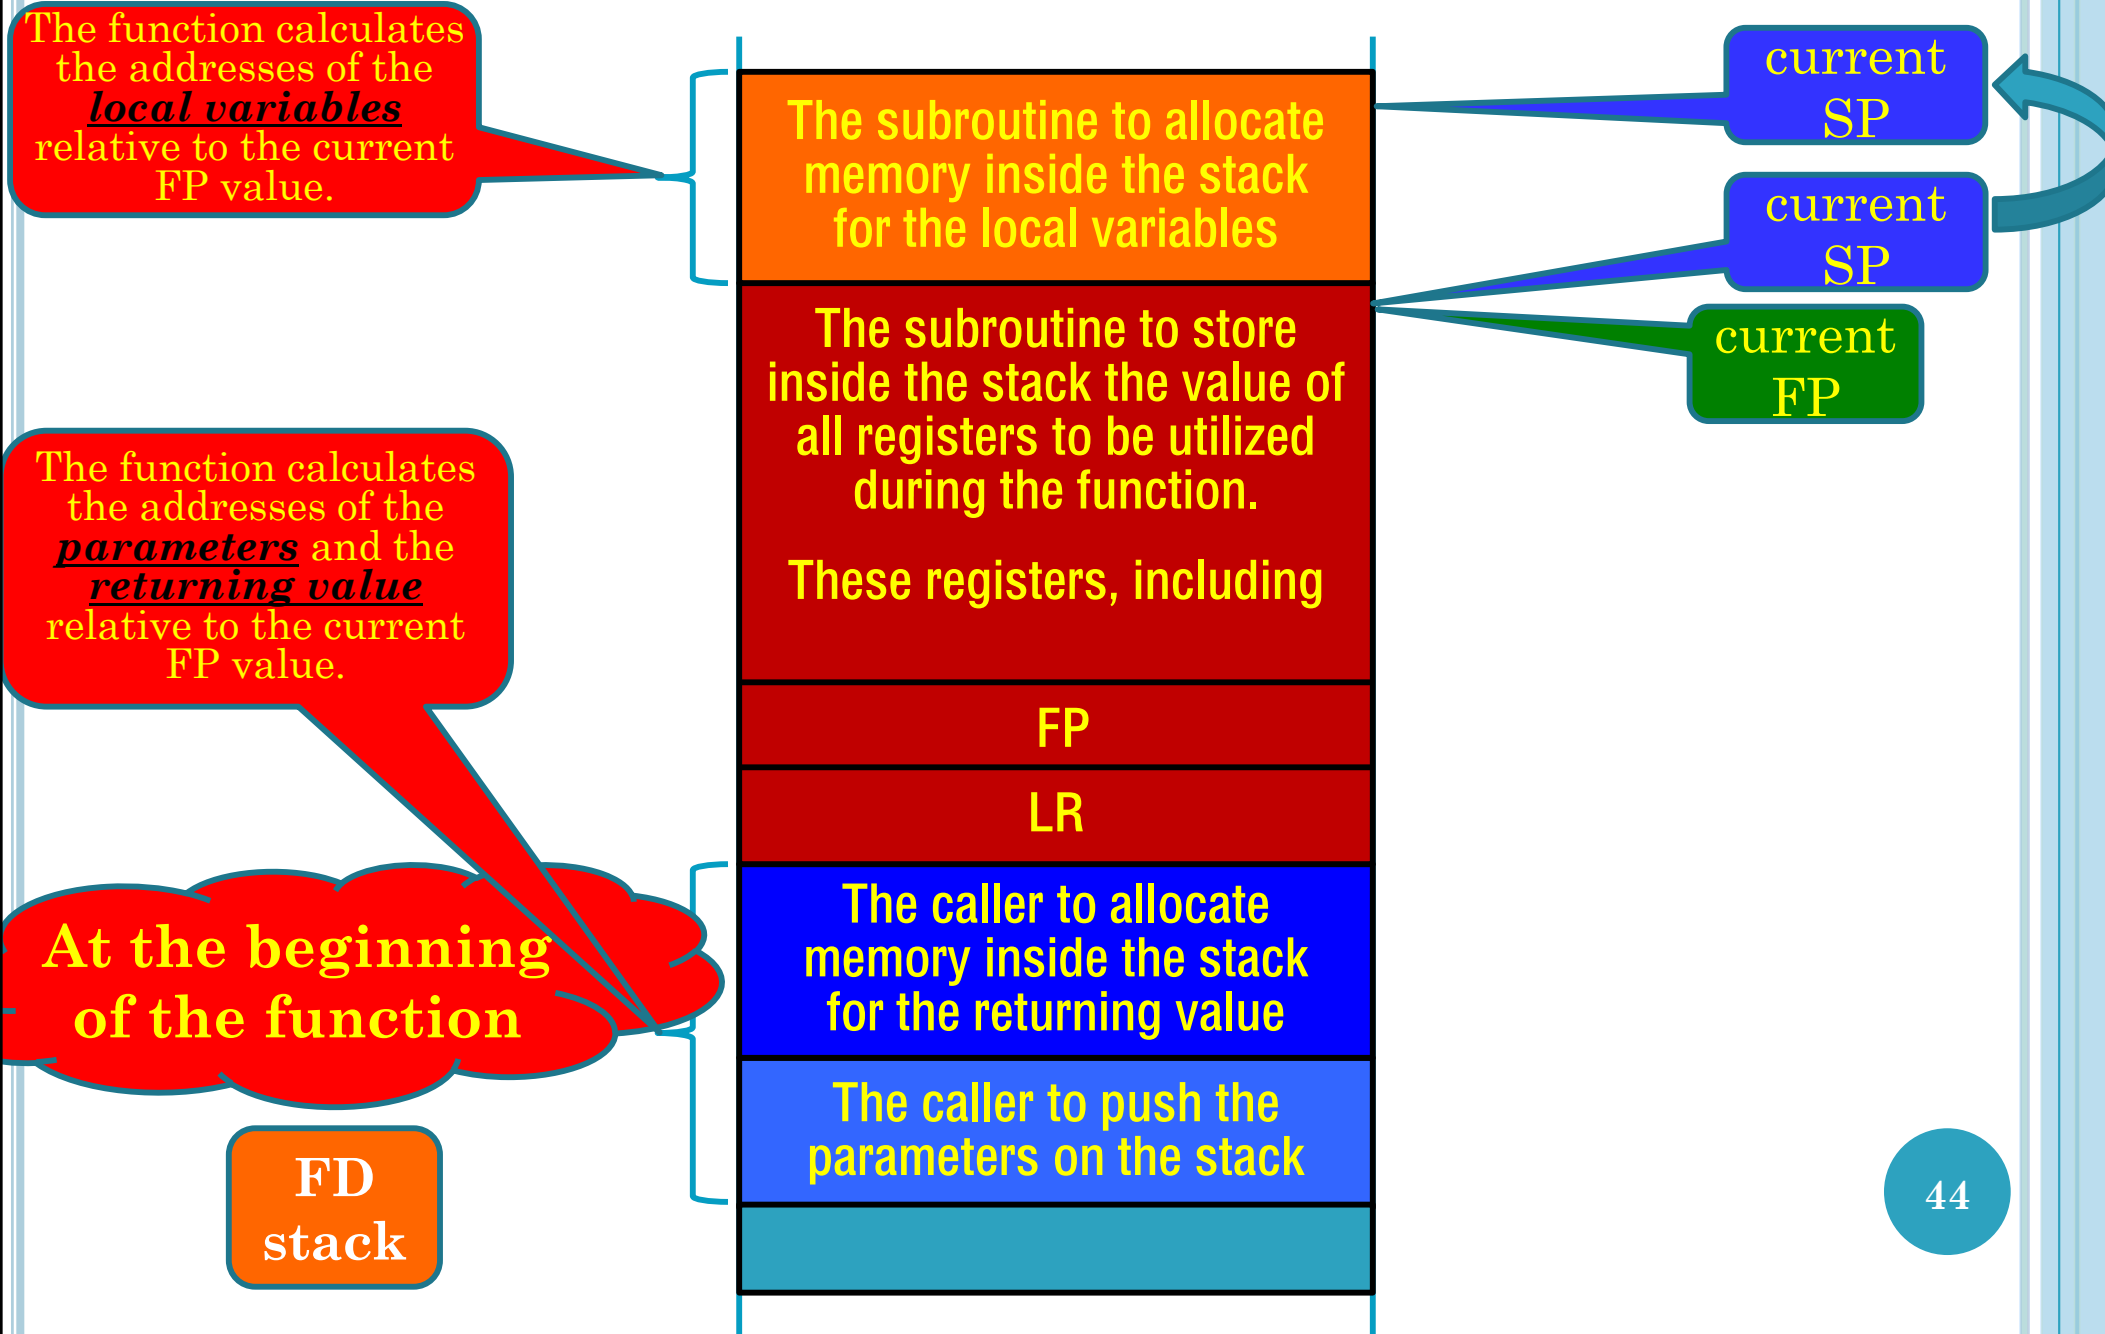 The function calculates
the addresses of the
local variables
relative to the current
FP value.
The subroutine to allocate
memory inside the stack
for the local variables
current
SP
current
SP
The subroutine to store
inside the stack the value of
all registers to be utilized
during the function.
These registers, including
current
FP
The function calculates
the addresses of the
parameters and the
returning value
relative to the current
FP value.
FP
LR
At the beginning
of the function
The caller to allocate
memory inside the stack
for the returning value
The caller to push the
parameters on the stack
FD
stack
44